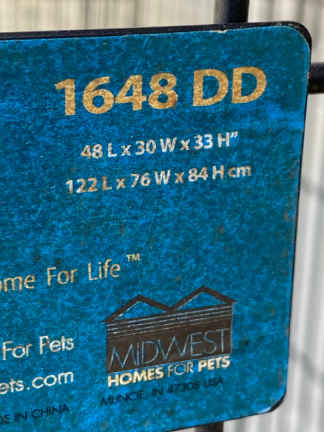 1648 DD
48 L x 30 W x 33 H"
122 L x 76 W x 84 H cm
ome For Life™
For Pets
ets.com
MIDWEST
HOMES FOR PETS
MUNCIE, IN 47308 USA
IN CHINA